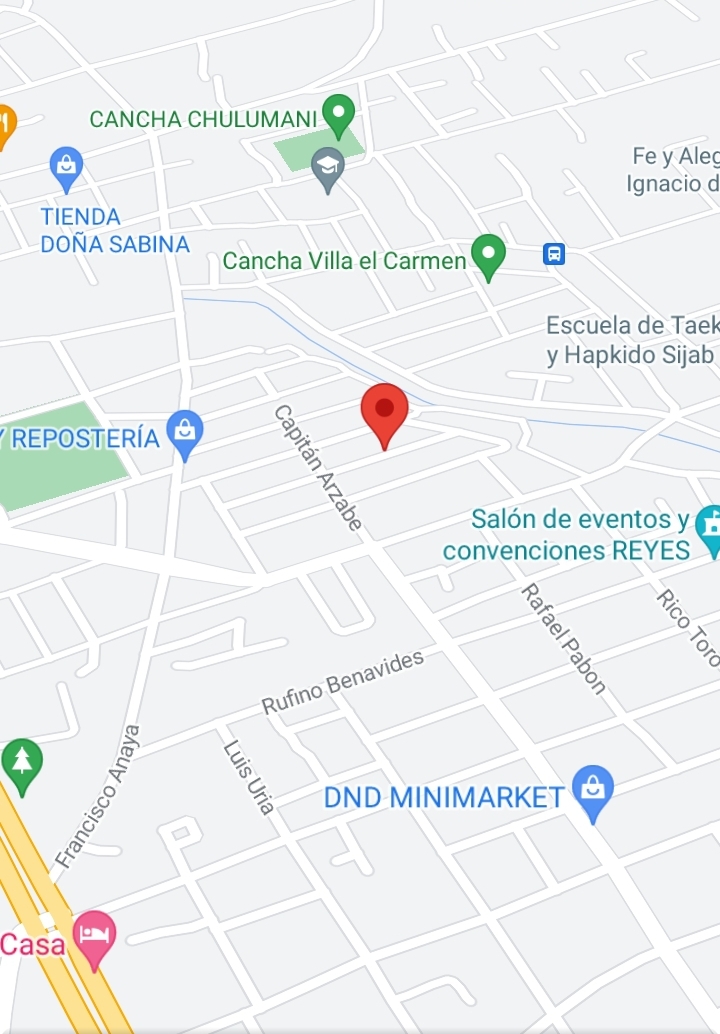 CANCHA CHULUMANI
Fe y Aleg
Ignacio d
TIENDA
DOÑA SABINA
Cancha Villa el Carmen
Escuela de Taek
y Hapkido Sijab
Y REPOSTERÍA
Capitán Arzabe
Salón de eventos y
convenciones REYES
Rafael Pabon
Rico Toro
Rufino Benavides
Luis Uria
Francisco Anaya
DND MINIMARKET
Casa